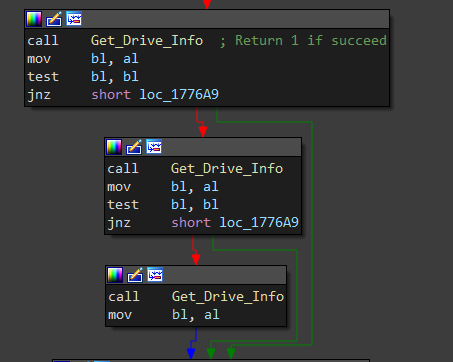 call Get_Drive_Info ; Return 1 if succeed
mov bl, al
test bl, bl
jnz short loc_1776A9
call Get_Drive_Info
mov bl, al
test bl, bl
jnz short loc_1776A9
call Get_Drive_Info
mov bl, al